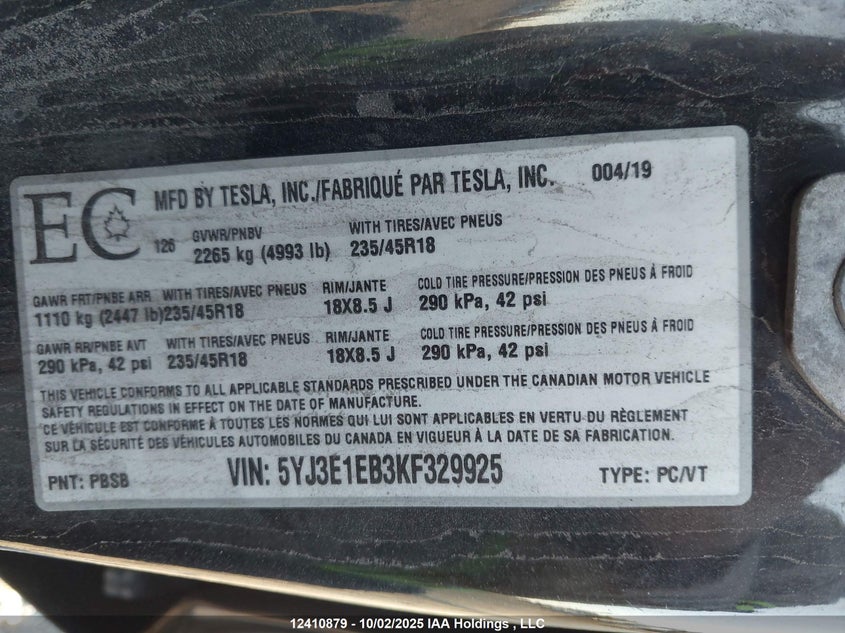 EC
MFD BY TESLA, INC./FABRIQUÉ PAR TESLA, INC. 004/19
126 GVWR/PNBV WITH TIRES/AVEC PNEUS
2265 kg (4993 lb) 235/45R18
GAWR FRT/PNBE ARR WITH TIRES/AVEC PNEUS RIM/JANTE COLD TIRE PRESSURE/PRESSION DES PNEUS À FROID
1110 kg (2447 lb)235/45R18 18X8.5 J 290 kPa, 42 psi
GAWR RR/PNBE AVT WITH TIRES/AVEC PNEUS RIM/JANTE COLD TIRE PRESSURE/PRESSION DES PNEUS À FROID
290 kPa, 42 psi 235/45R18 18X8.5 J 290 kPa, 42 psi
THIS VEHICLE CONFORMS TO ALL APPLICABLE STANDARDS PRESCRIBED UNDER THE CANADIAN MOTOR VEHICLE
SAFETY REGULATIONS IN EFFECT ON THE DATE OF MANUFACTURE.
CE VÉHICULE EST CONFORME À TOUTES LES NORMES QUI LUI SONT APPLICABLES EN VERTU DU RÈGLEMENT
SUR LA SÉCURITÉ DES VÉHICULES AUTOMOBILES DU CANADA EN VIGUEUR À LA DATE DE SA FABRICATION.
PNT: PBSB VIN: 5YJ3E1EB3KF329925 TYPE: PC/VT
12410879 - 10/02/2025 IAA Holdings , LLC